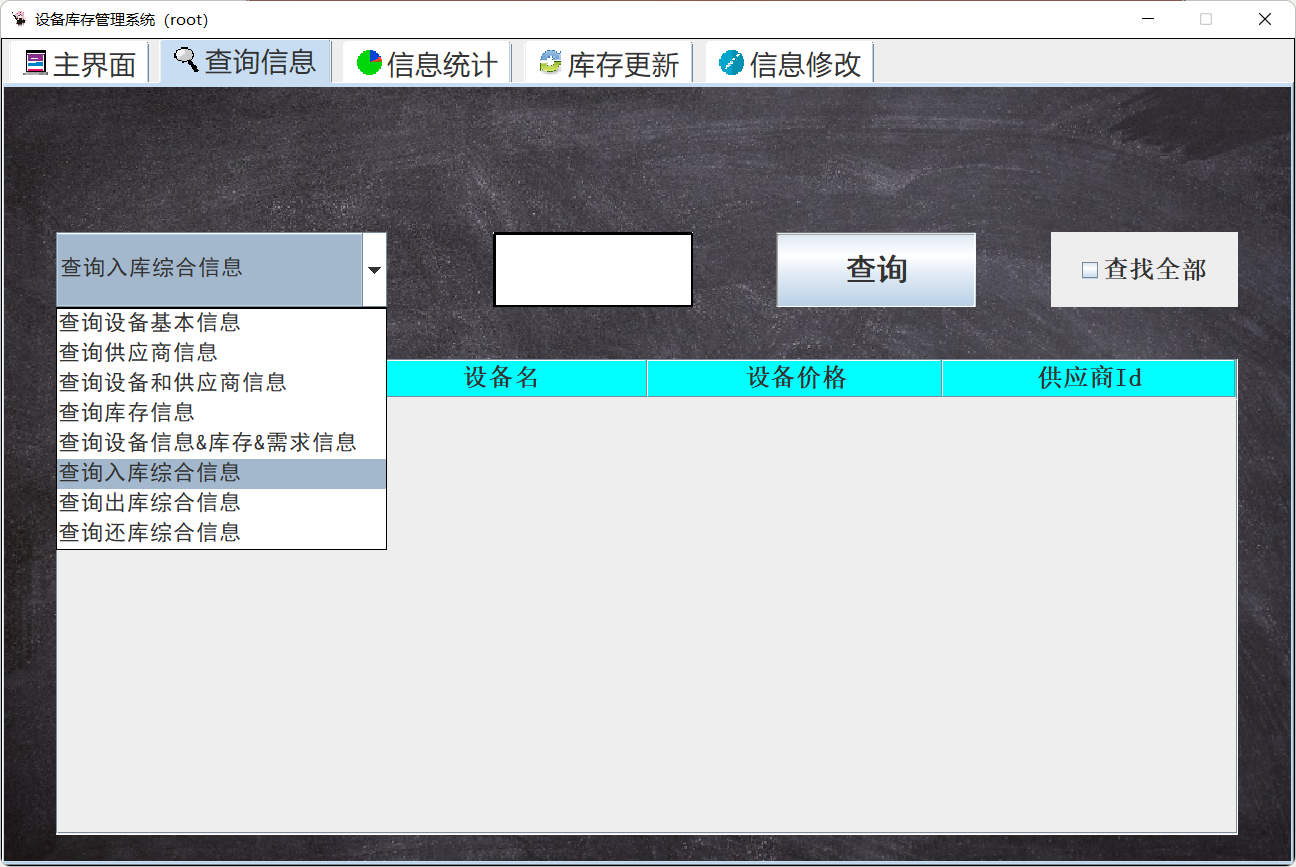 设备库存管理系统（root）
主界面 查询信息 信息统计 库存更新 信息修改
查询入库综合信息 查询 查找全部
查询设备基本信息
查询供应商信息
查询设备和供应商信息
查询库存信息
查询设备信息&库存&需求信息
查询入库综合信息
查询出库综合信息
查询还库综合信息
设备名 设备价格 供应商Id